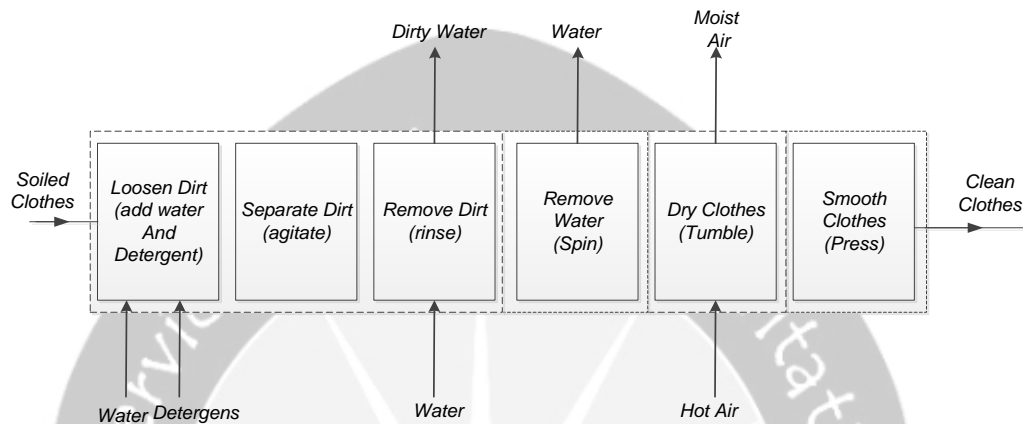 Dirty Water
Water
Moist
Air
Soiled
Clothes
Loosen Dirt
(add water
And
Detergent)
Separate Dirt
(agitate)
Remove Dirt
(rinse)
Remove
Water
(Spin)
Dry Clothes
(Tumble)
Smooth
Clothes
(Press)
Clean
Clothes
Water
Detergens
Water
Hot Air